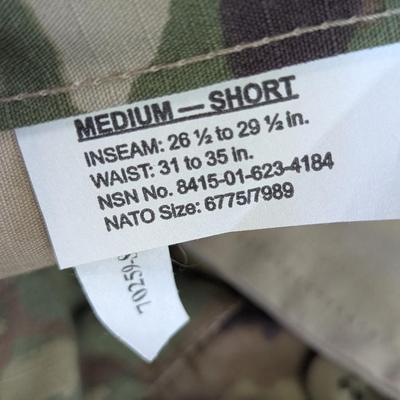 MEDIUM — SHORT
INSEAM: 26 ½ to 29 ½ in.
WAIST: 31 to 35 in.
NSN No. 8415-01-623-4184
NATO Size: 6775/7989
70259-